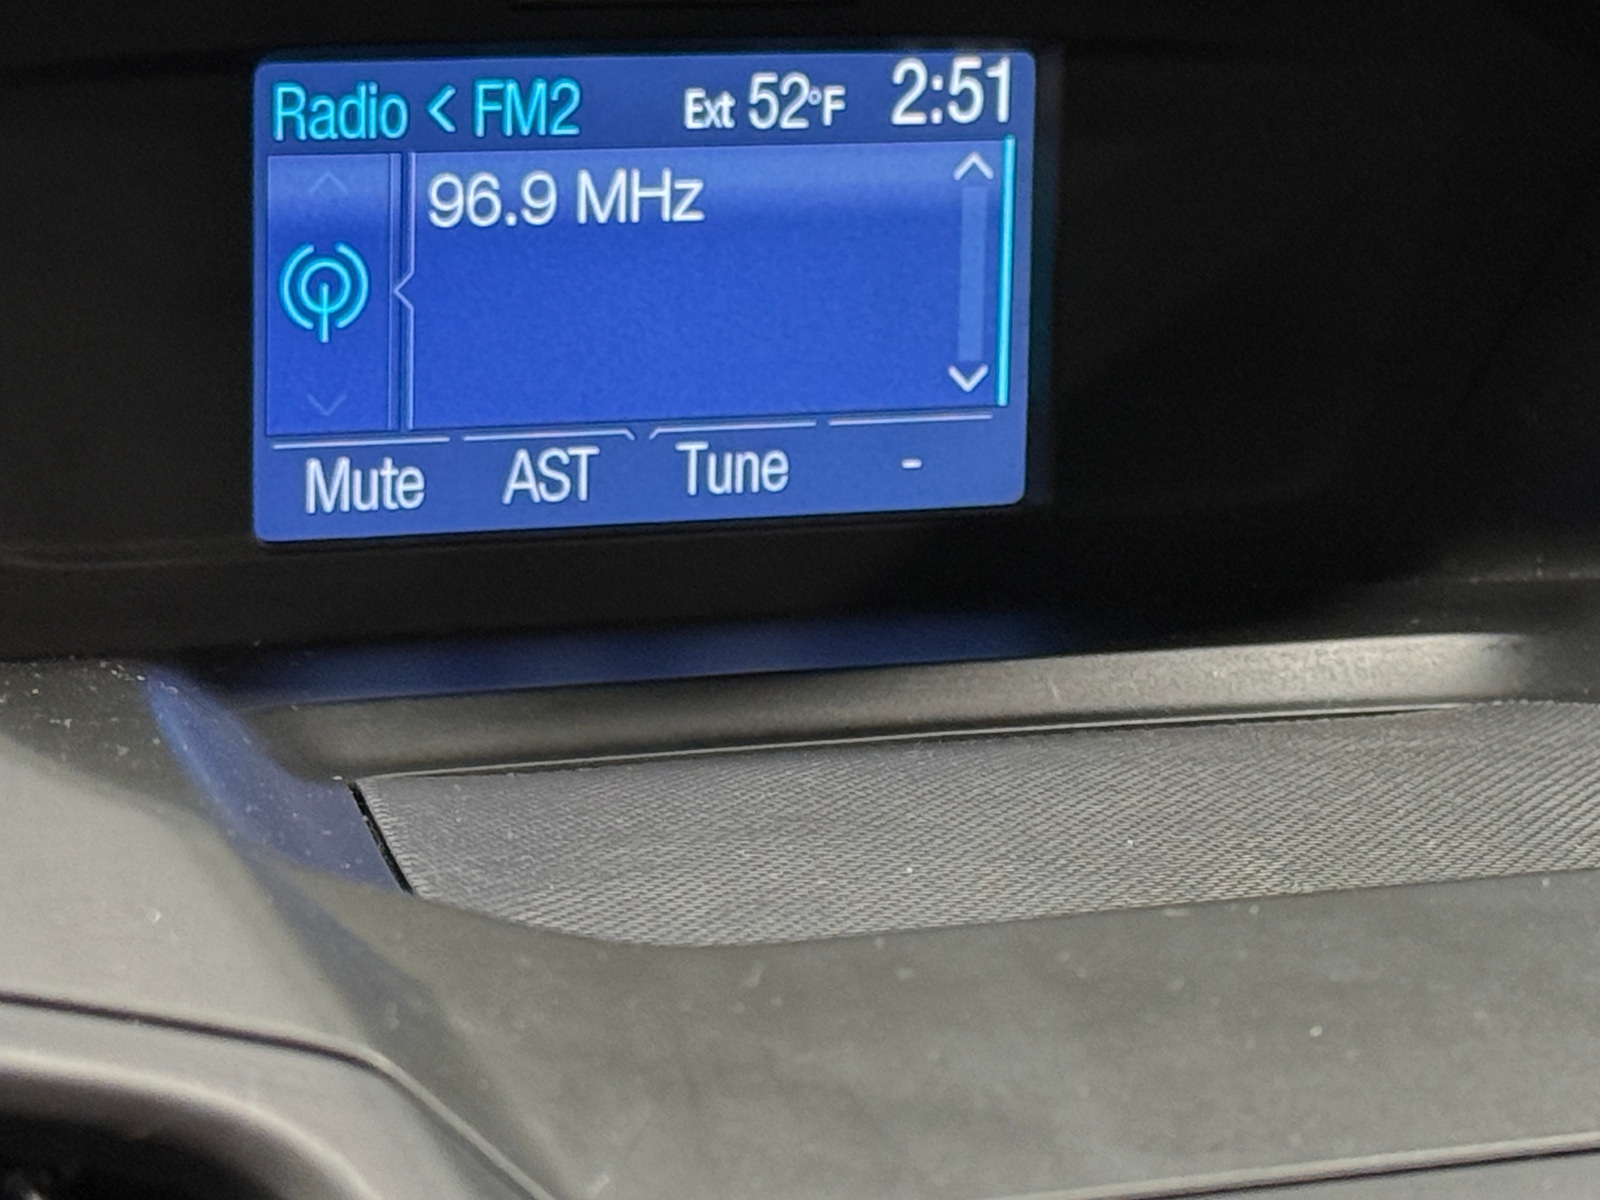 Radio < FM2 Ext 52°F 2:51
96.9 MHz
Mute AST Tune -